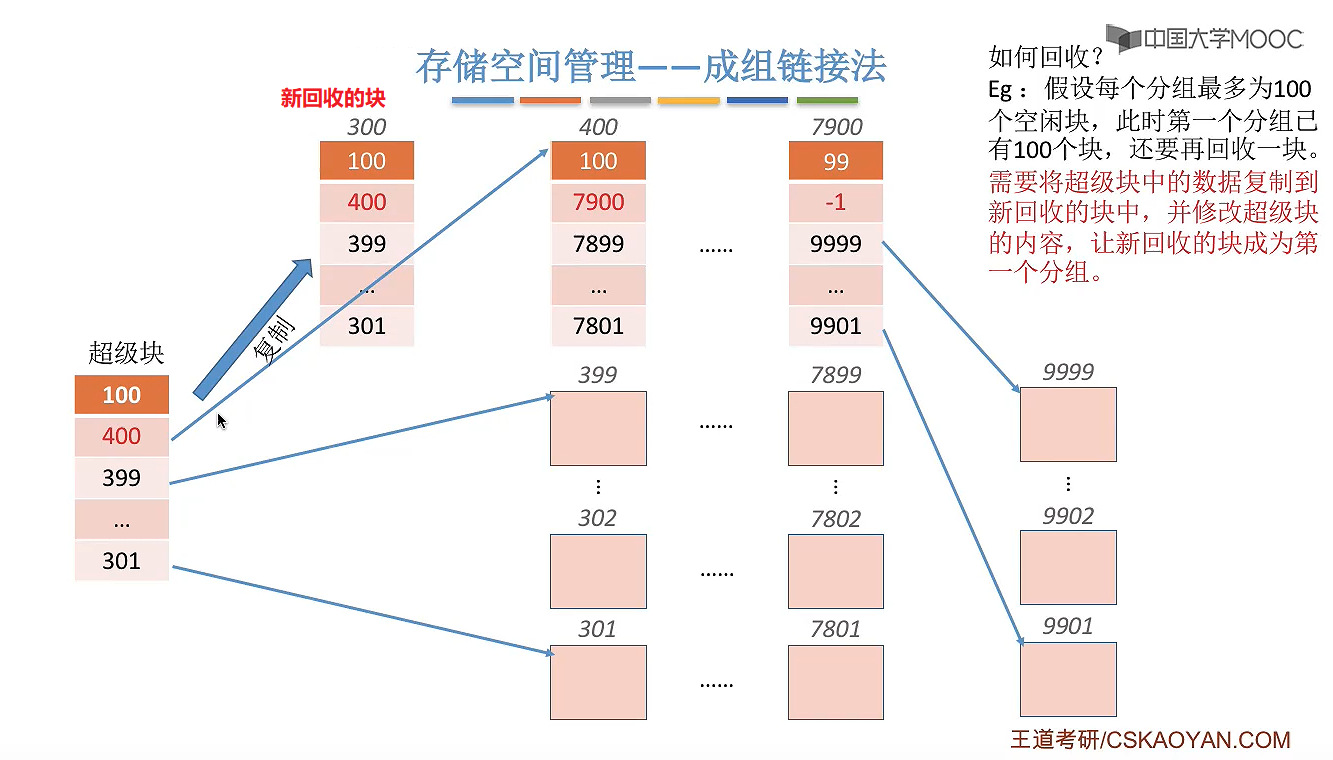 中国大学MOOC
存储空间管理——成组链接法
如何回收？
Eg：假设每个分组最多为100
个空闲块，此时第一个分组已
有100个块，还要再回收一块。
需要将超级块中的数据复制到
新回收的块中，并修改超级块
的内容，让新回收的块成为第
一个分组。
新回收的块
300
100
400
399
...
301
400
100
7900
7899
...
7801
......
7900
99
-1
9999
...
9901
复制
超级块
100
400
399
...
301
399
......
7899
9999
⋮
⋮
⋮
302
......
7802
9902
301
......
7801
9901
王道考研/CSKAOYAN.COM